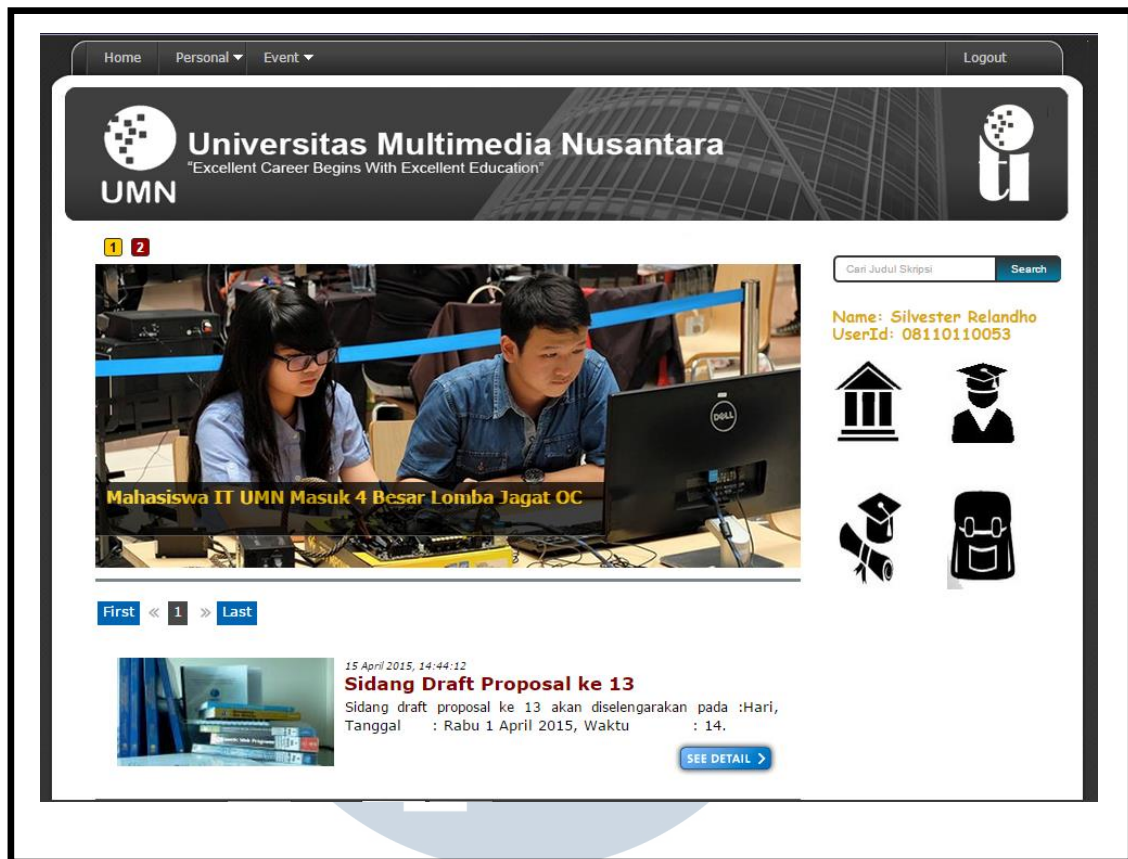 Home Personal Event Logout
Universitas Multimedia Nusantara
"Excellent Career Begins With Excellent Education"
UMN
ti
1 2
Cari Judul Skripsi Search
Name: Silvester Relandho
UserId: 08110110053
DELL
Mahasiswa IT UMN Masuk 4 Besar Lomba Jagat OC
First « 1 » Last
15 April 2015, 14:44:12
Sidang Draft Proposal ke 13
Sidang draft proposal ke 13 akan diselengarakan pada :Hari,
Tanggal : Rabu 1 April 2015, Waktu : 14.
SEE DETAIL >